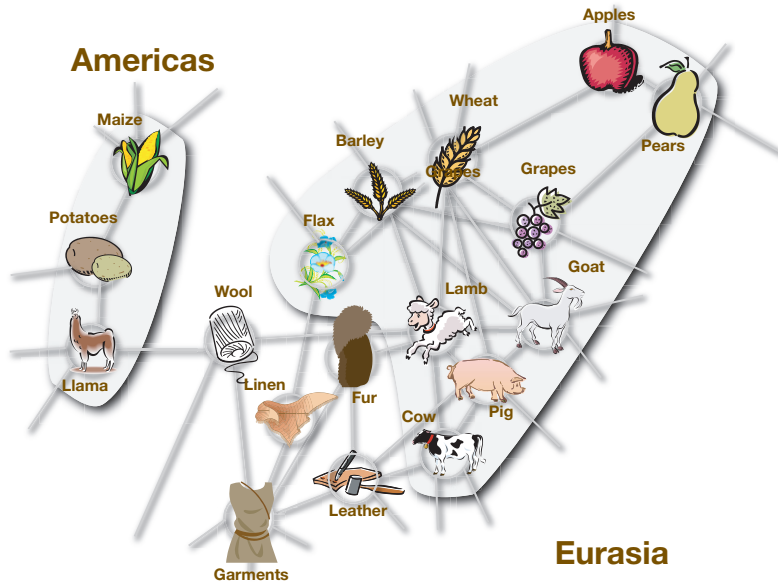 Apples
Americas
Wheat
Maize
Barley
Grapes
Grapes
Pears
Potatoes
Flax
Goat
Wool
Lamb
Llama
Linen
Fur
Pig
Cow
Leather
Eurasia
Garments